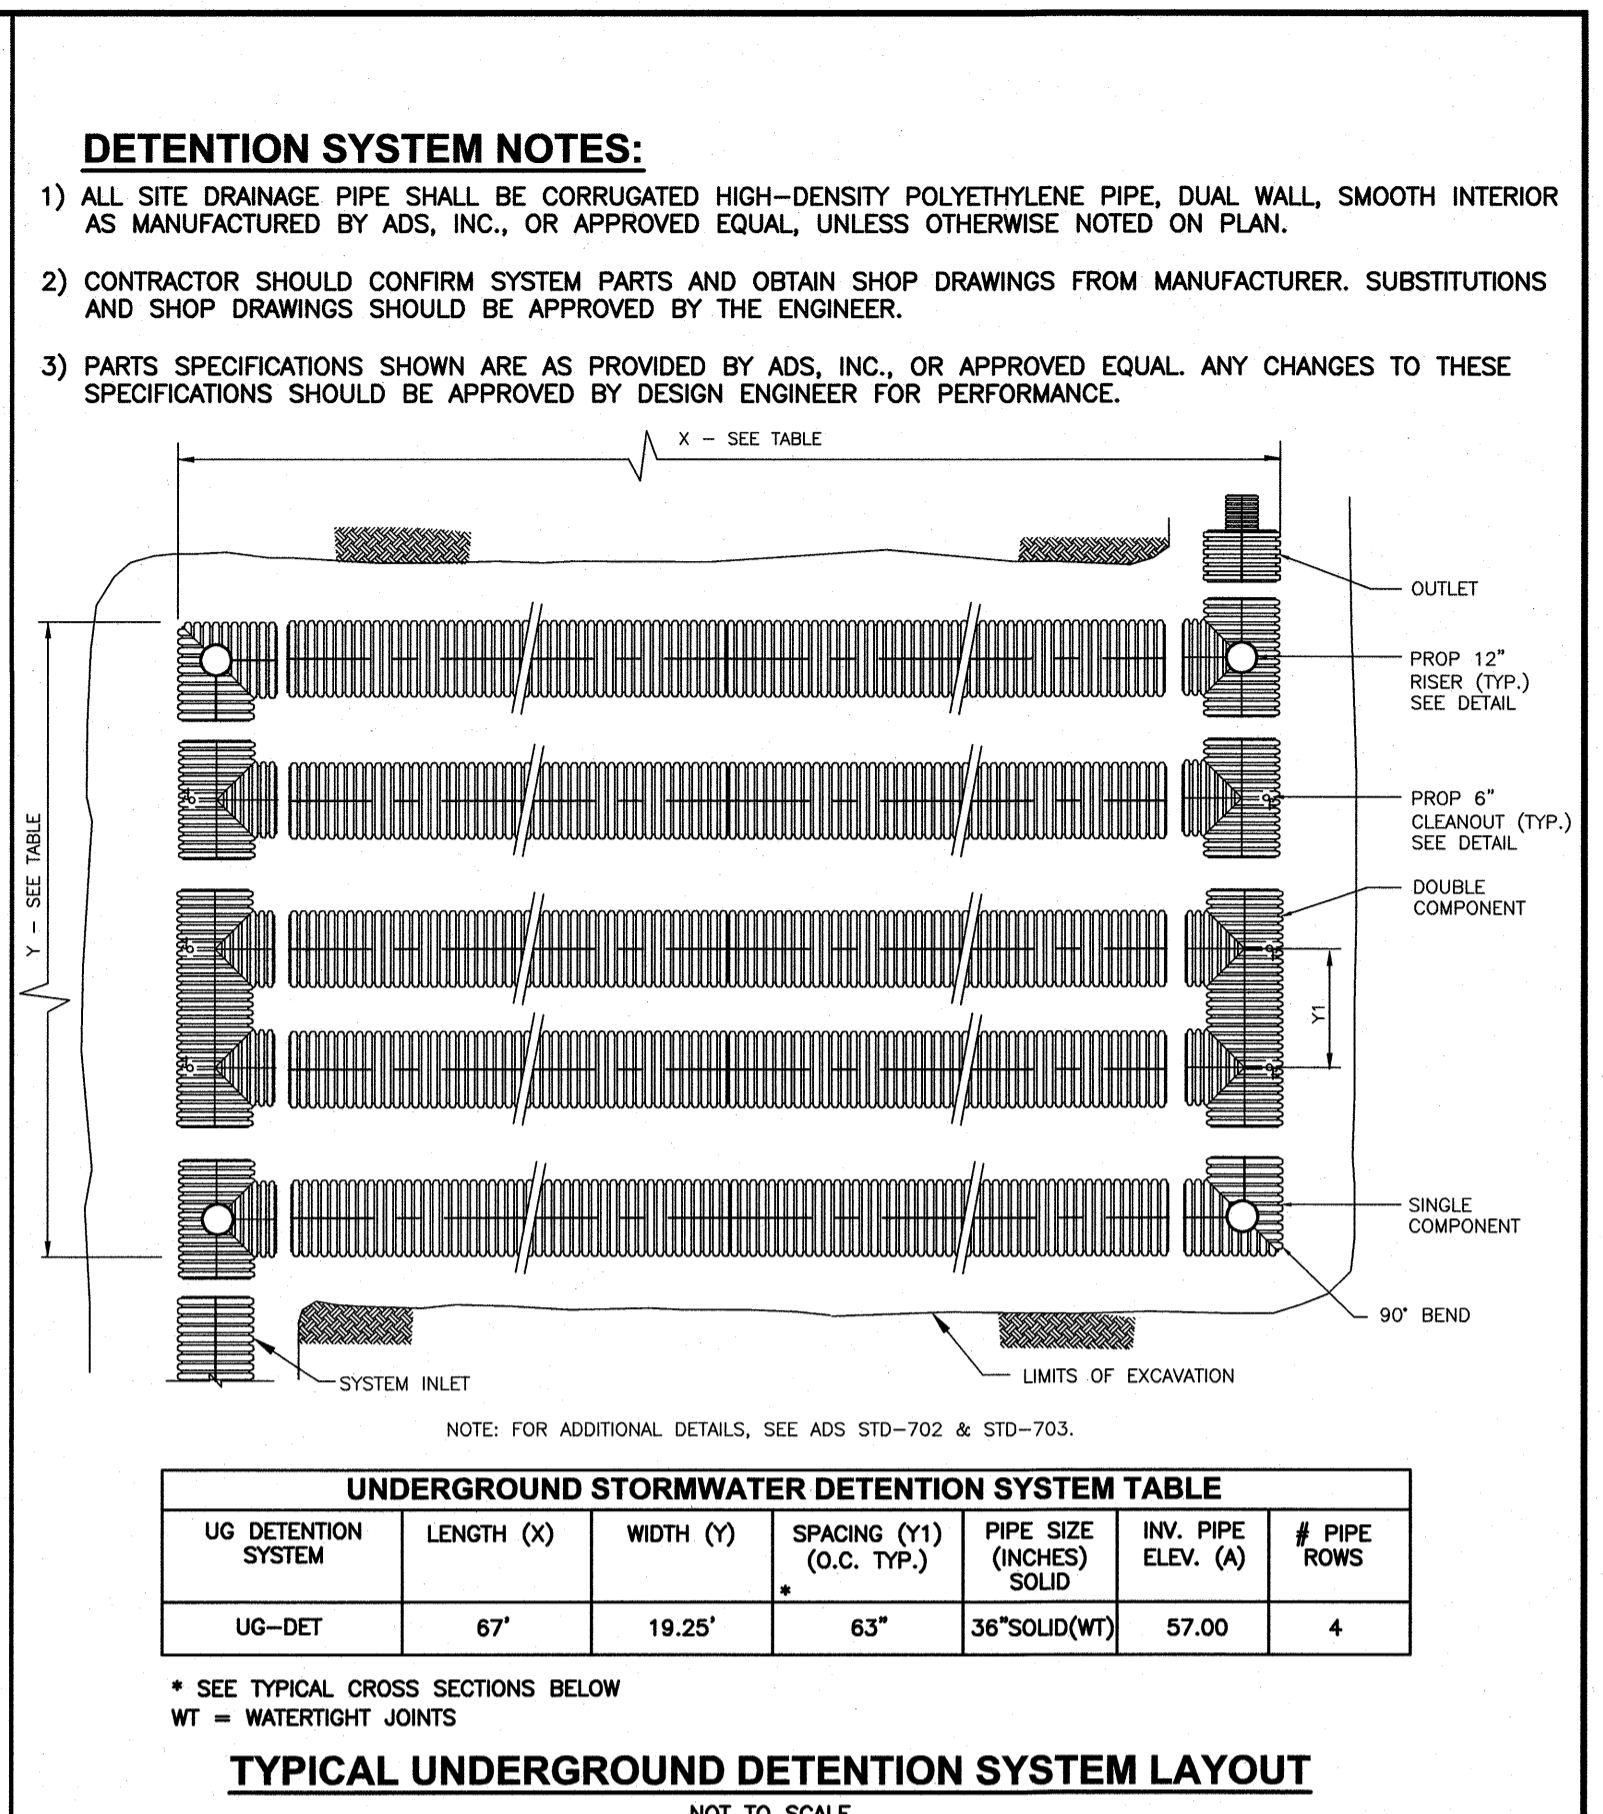 DETENTION SYSTEM NOTES:
1) ALL SITE DRAINAGE PIPE SHALL BE CORRUGATED HIGH-DENSITY POLYETHYLENE PIPE, DUAL WALL, SMOOTH INTERIOR
AS MANUFACTURED BY ADS, INC., OR APPROVED EQUAL, UNLESS OTHERWISE NOTED ON PLAN.
2) CONTRACTOR SHOULD CONFIRM SYSTEM PARTS AND OBTAIN SHOP DRAWINGS FROM MANUFACTURER. SUBSTITUTIONS
AND SHOP DRAWINGS SHOULD BE APPROVED BY THE ENGINEER.
3) PARTS SPECIFICATIONS SHOWN ARE AS PROVIDED BY ADS, INC., OR APPROVED EQUAL. ANY CHANGES TO THESE
SPECIFICATIONS SHOULD BE APPROVED BY DESIGN ENGINEER FOR PERFORMANCE.
X - SEE TABLE
OUTLET
PROP 12"
RISER (TYP.)
SEE DETAIL
PROP 6"
CLEANOUT (TYP.)
SEE DETAIL
Y - SEE TABLE
DOUBLE
COMPONENT
Y1
SINGLE
COMPONENT
90° BEND
SYSTEM INLET
LIMITS OF EXCAVATION
NOTE: FOR ADDITIONAL DETAILS, SEE ADS STD-702 & STD-703.
UNDERGROUND STORMWATER DETENTION SYSTEM TABLE
UG DETENTION SYSTEM LENGTH (X) WIDTH (Y) SPACING (Y1) (O.C. TYP.) * PIPE SIZE (INCHES) SOLID INV. PIPE ELEV. (A) # PIPE ROWS
UG-DET 67' 19.25' 63" 36"SOLID(WT) 57.00 4
* SEE TYPICAL CROSS SECTIONS BELOW
WT = WATERTIGHT JOINTS
TYPICAL UNDERGROUND DETENTION SYSTEM LAYOUT
NOT TO SCALE